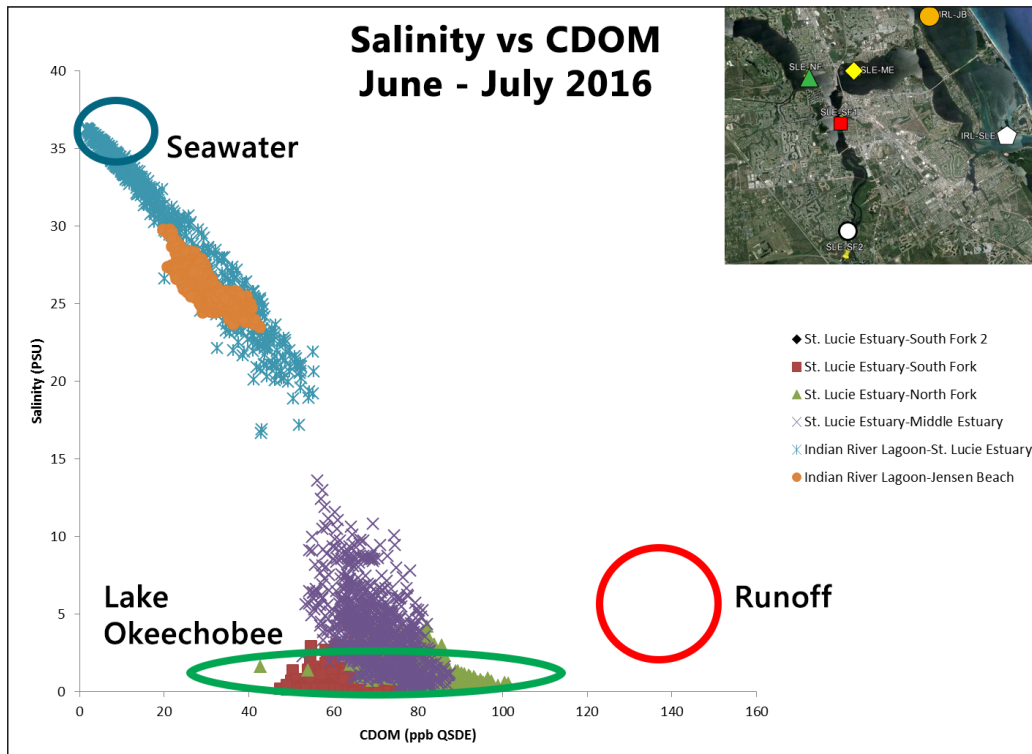 Salinity vs CDOM
June - July 2016
IRL-JB
SLE-NF
SLE-ME
SLE-SF1
IRL-SLE
SLE-SF2
Seawater
Lake
Okeechobee
Runoff
Salinity (PSU)
40
35
30
25
20
15
10
5
0
0 20 40 60 80 100 120 140 160
CDOM (ppb QSDE)
St. Lucie Estuary-South Fork 2
St. Lucie Estuary-South Fork
St. Lucie Estuary-North Fork
St. Lucie Estuary-Middle Estuary
Indian River Lagoon-St. Lucie Estuary
Indian River Lagoon-Jensen Beach